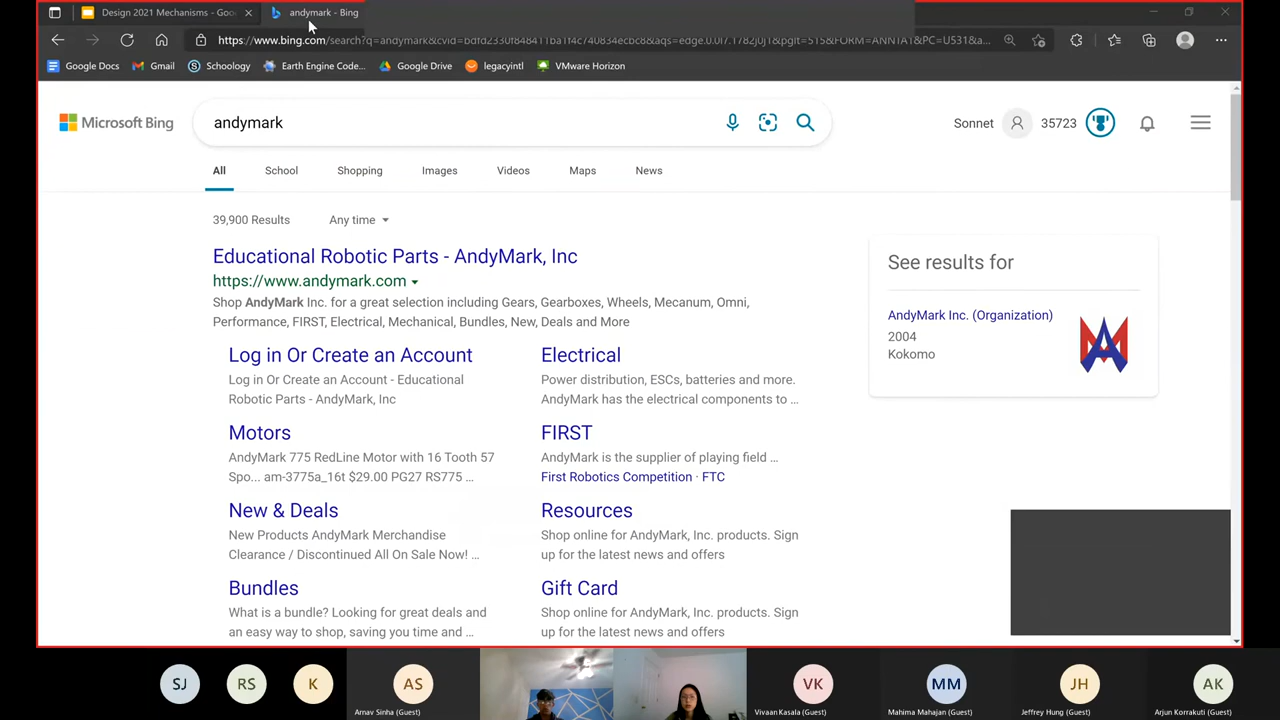 Design 2021 Mechanisms - Goo
andymark - Bing
Google Docs
Gmail
Schoology
Earth Engine Code...
Google Drive
legacyintl
VMware Horizon
Microsoft Bing
andymark
Sonnet
35723
All
School
Shopping
Images
Videos
Maps
News
39,900 Results
Any time
Educational Robotic Parts - AndyMark, Inc
https://www.andymark.com
Shop AndyMark Inc. for a great selection including Gears, Gearboxes, Wheels, Mecanum, Omni,
Performance, FIRST, Electrical, Mechanical, Bundles, New, Deals and More
Log in Or Create an Account
Log in Or Create an Account - Educational
Robotic Parts - AndyMark, Inc
Motors
AndyMark 775 RedLine Motor with 16 Tooth 57
Spo... am-3775a_16t $29.00 PG27 RS775 ...
New & Deals
New Products AndyMark Merchandise
Clearance / Discontinued All On Sale Now! ...
Bundles
What is a bundle? Looking for great deals and
an easy way to shop, saving you time and ...
Electrical
Power distribution, ESCs, batteries and more.
AndyMark has the electrical components to ...
FIRST
AndyMark is the supplier of playing field ...
First Robotics Competition · FTC
Resources
Shop online for AndyMark, Inc. products. Sign
up for the latest news and offers
Gift Card
Shop online for AndyMark, Inc. products. Sign
up for the latest news and offers
See results for
AndyMark Inc. (Organization)
2004
Kokomo
SJ
RS
K
AS
Arnav Sinha (Guest)
VK
Vivaan Kasala (Guest)
MM
Mahima Mahajan (Guest)
JH
Jeffrey Hung (Guest)
AK
Arjun Korrakuti (Guest)